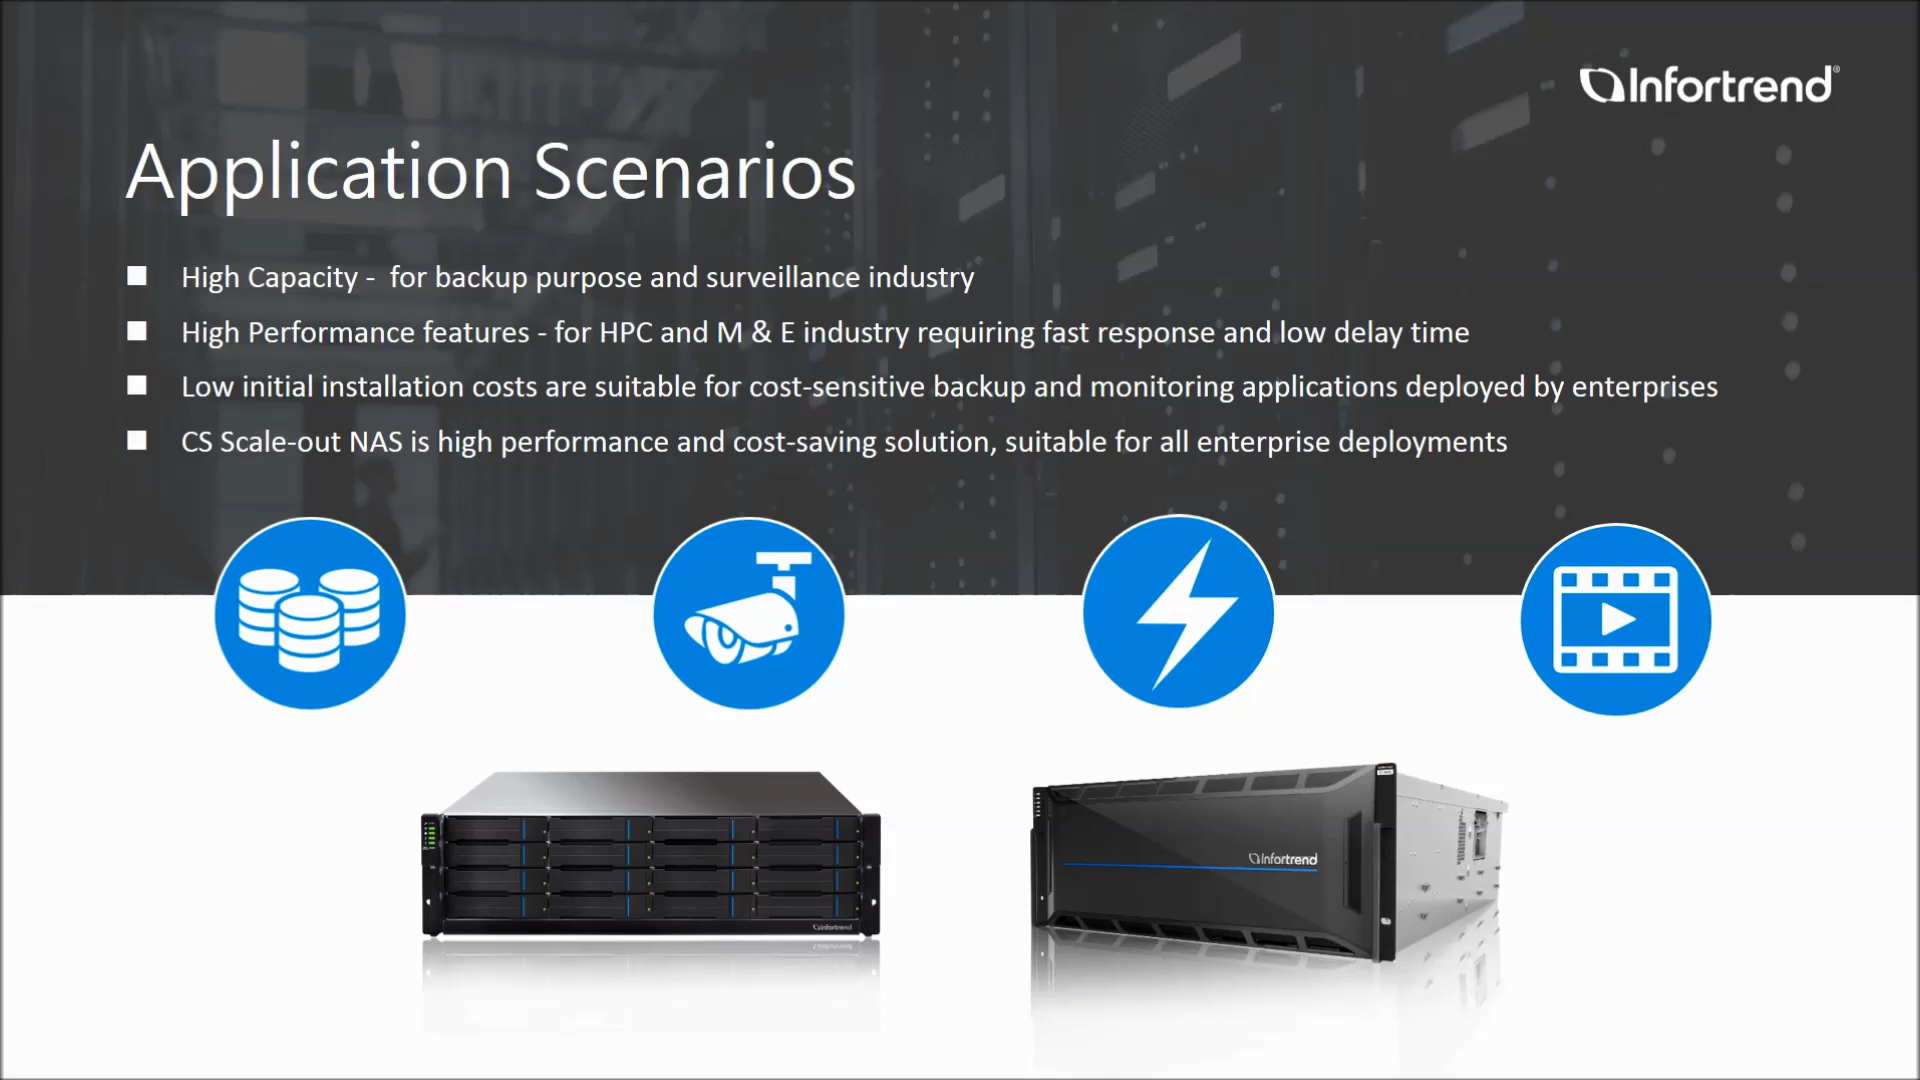 Infortrend®
Application Scenarios
High Capacity - for backup purpose and surveillance industry
High Performance features - for HPC and M & E industry requiring fast response and low delay time
Low initial installation costs are suitable for cost-sensitive backup and monitoring applications deployed by enterprises
CS Scale-out NAS is high performance and cost-saving solution, suitable for all enterprise deployments
Infortrend
Infortrend